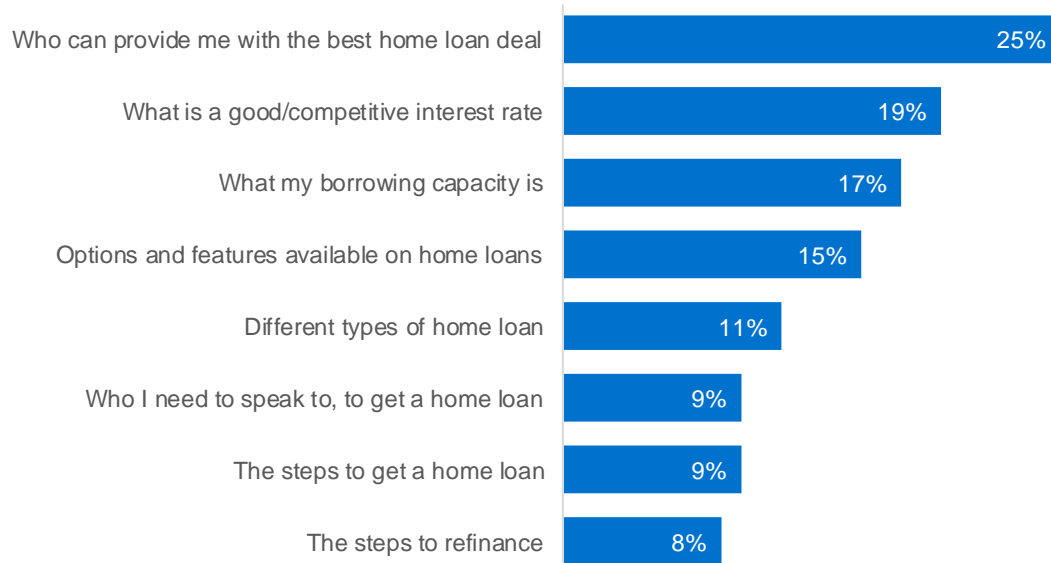 Who can provide me with the best home loan deal 25%
What is a good/competitive interest rate 19%
What my borrowing capacity is 17%
Options and features available on home loans 15%
Different types of home loan 11%
Who I need to speak to, to get a home loan 9%
The steps to get a home loan 9%
The steps to refinance 8%